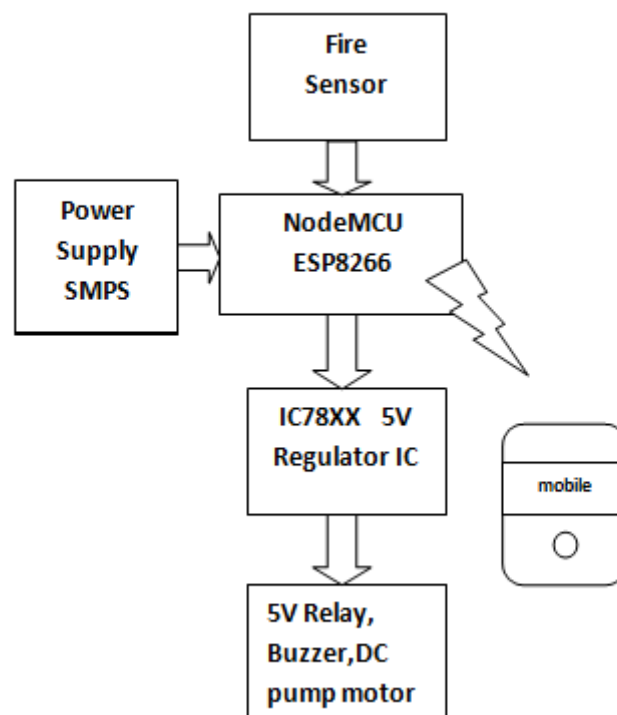 Fire
Sensor
Power
Supply
SMPS
NodeMCU
ESP8266
IC78XX 5V
Regulator IC
mobile
5V Relay,
Buzzer,DC
pump motor